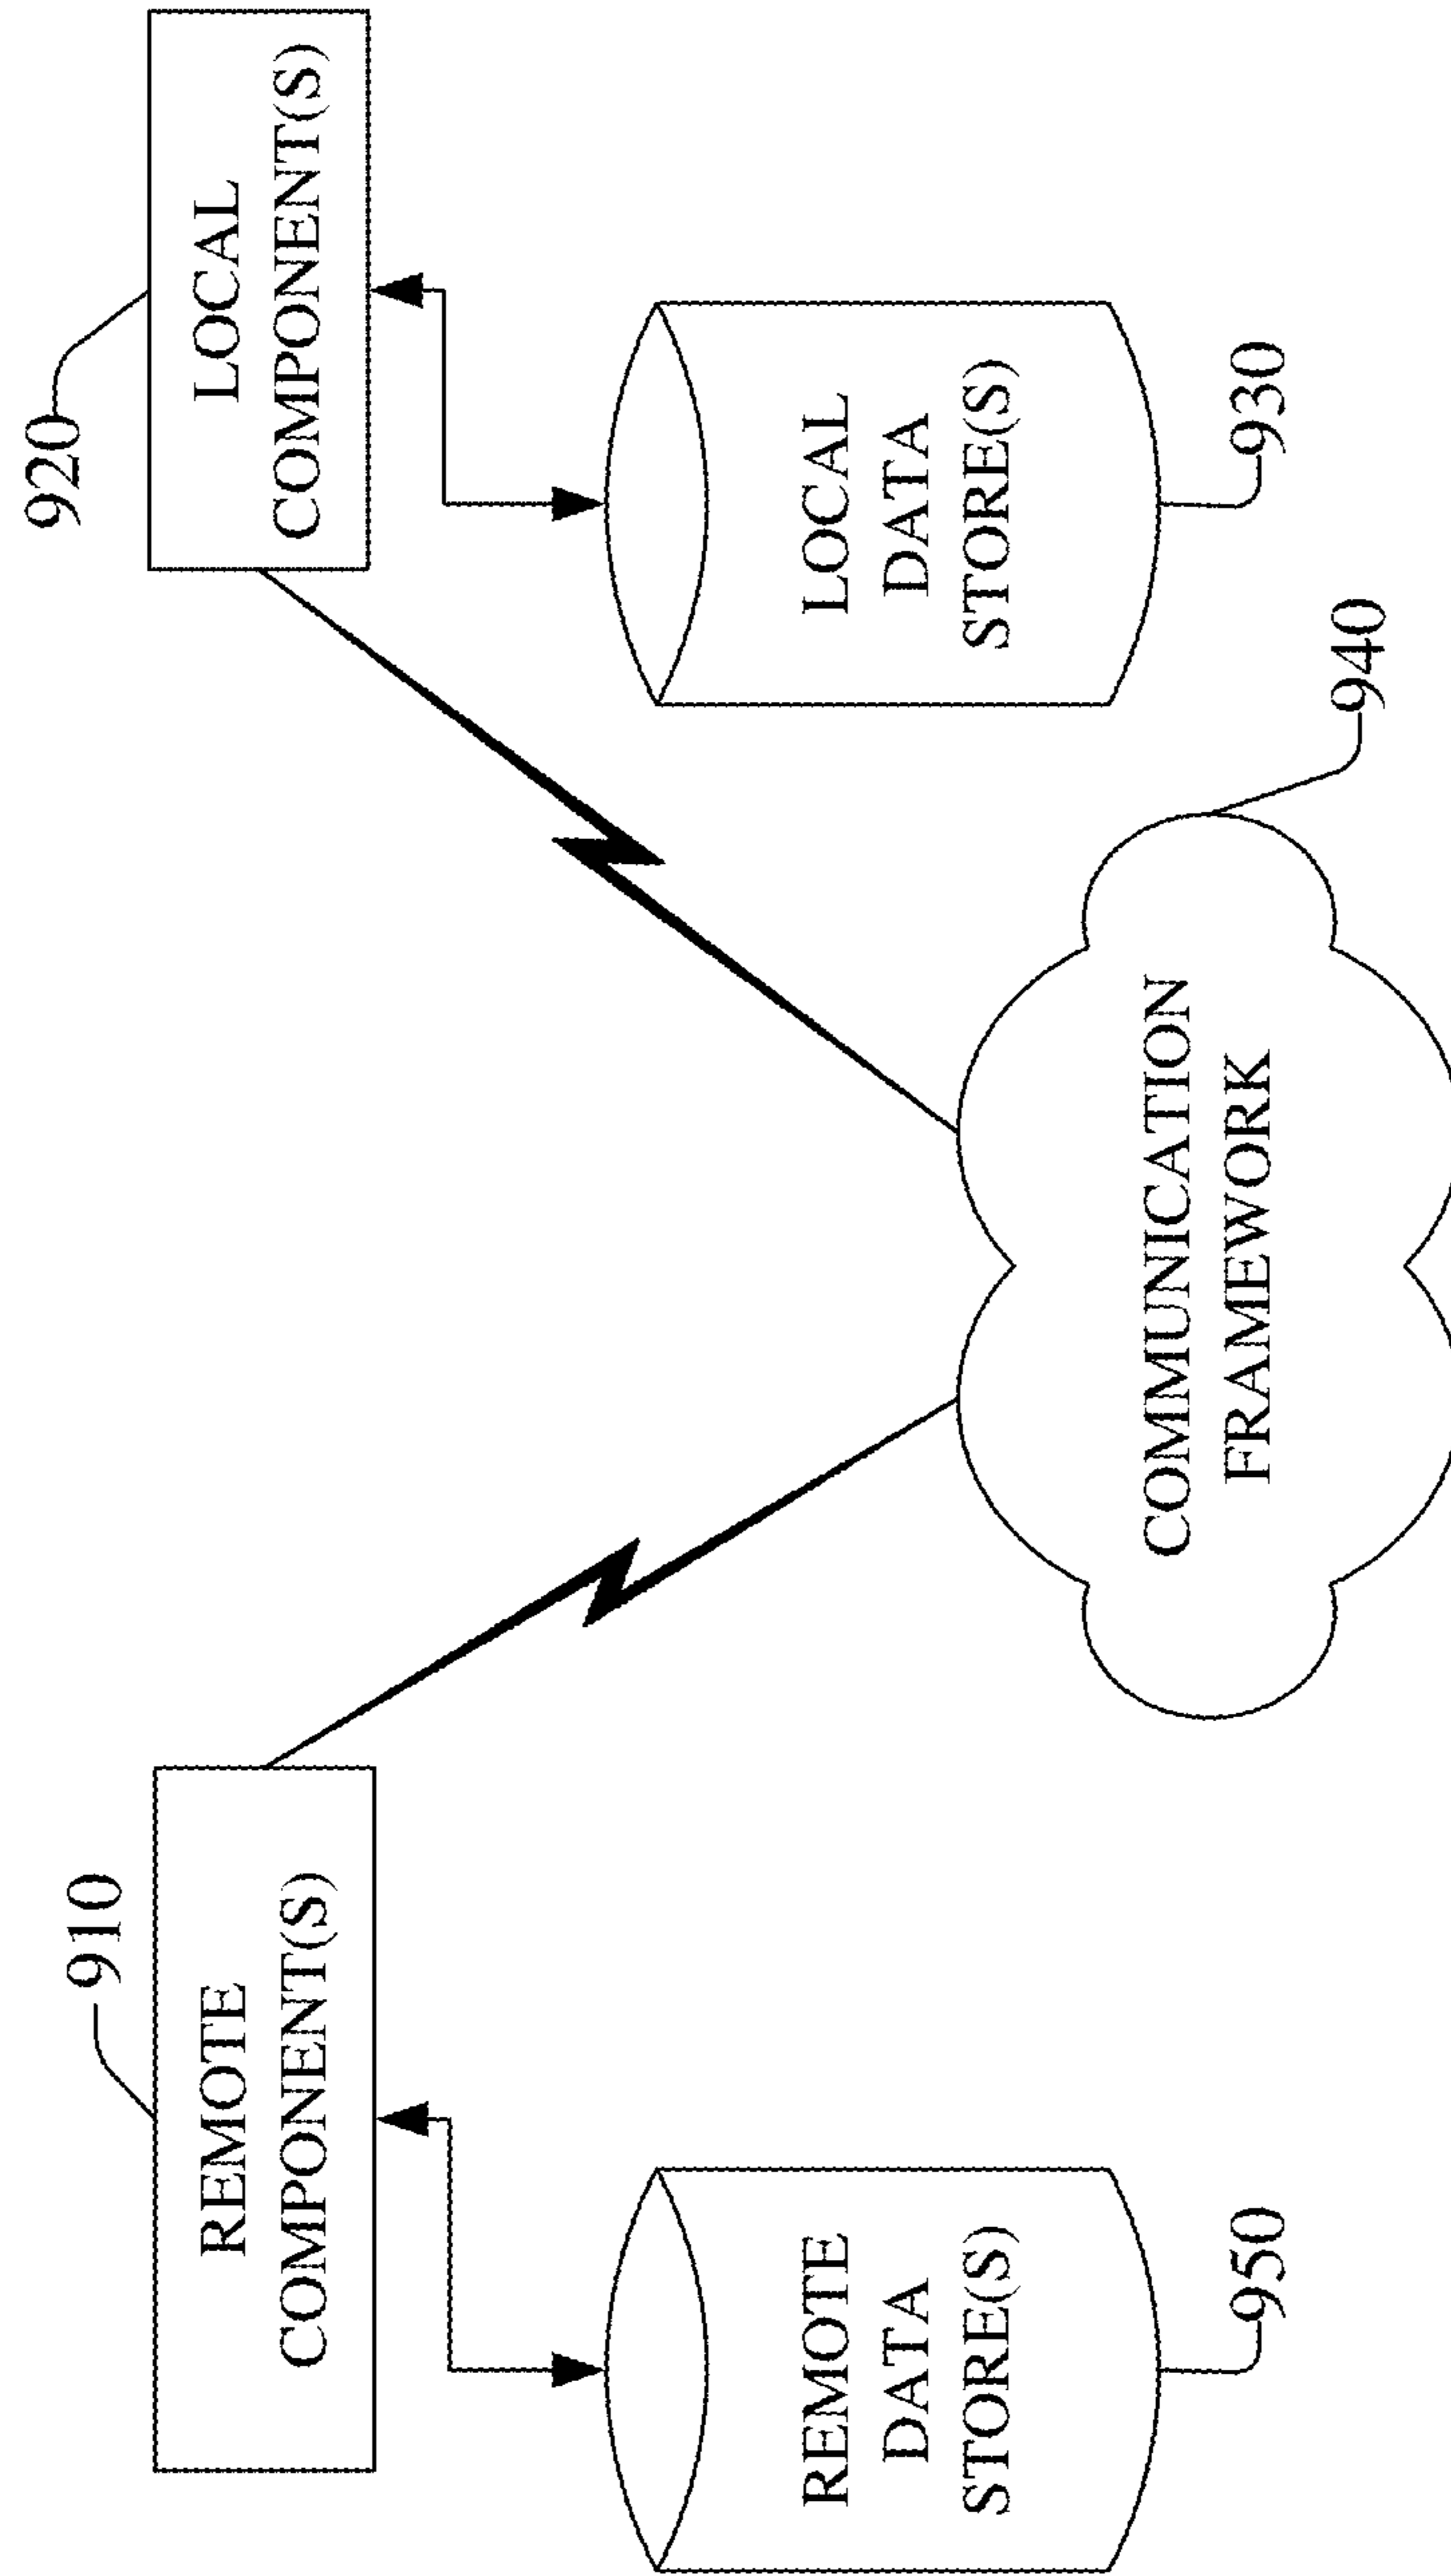 910
920
REMOTE
COMPONENT(S)
LOCAL
COMPONENT(S)
REMOTE
DATA
STORE(S)
LOCAL
DATA
STORE(S)
950
930
COMMUNICATION
FRAMEWORK
940